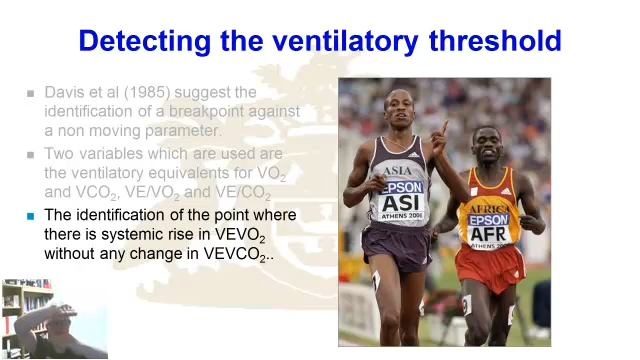 Detecting the ventilatory threshold
Davis et al (1985) suggest the
identification of a breakpoint against
a non moving parameter.
Two variables which are used are
the ventilatory equivalents for VO₂
and VCO₂, VE/VO₂ and VE/CO₂
The identification of the point where
there is systemic rise in VEVO₂
without any change in VEVCO₂..
ASIA
EPSON
ASI
ATHENS 2006
AFRICA
EPSON
AFR
ATHENS 2006